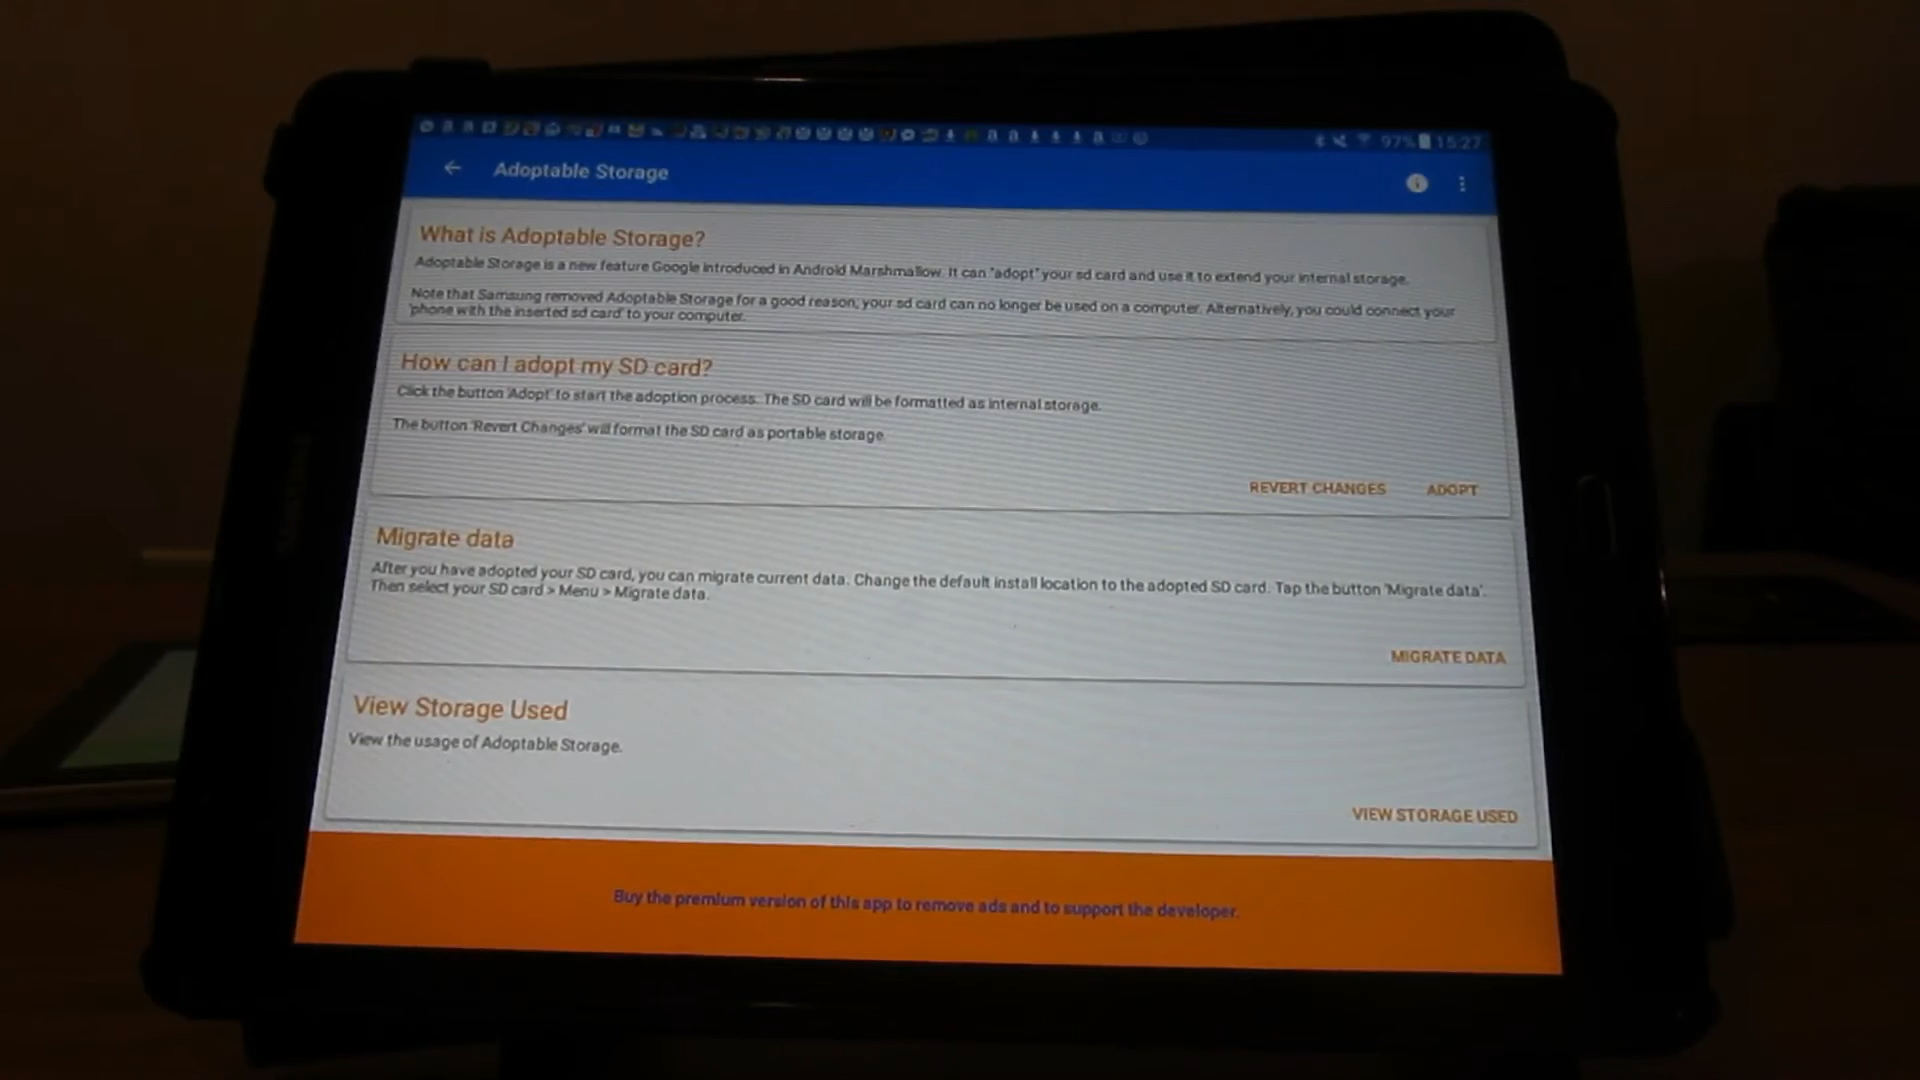 97% 15:27
Adoptable Storage
What is Adoptable Storage?
Adoptable Storage is a new feature Google introduced in Android Marshmallow. It can "adopt" your sd card and use it to extend your internal storage.
Note that Samsung removed Adoptable Storage for a good reason; your sd card can no longer be used on a computer. Alternatively, you could connect your
'phone with the inserted sd card' to your computer.
How can I adopt my SD card?
Click the button 'Adopt' to start the adoption process. The SD card will be formatted as internal storage.
The button 'Revert Changes' will format the SD card as portable storage.
REVERT CHANGES ADOPT
Migrate data
After you have adopted your SD card, you can migrate current data. Change the default install location to the adopted SD card. Tap the button 'Migrate data'.
Then select your SD card > Menu > Migrate data.
MIGRATE DATA
View Storage Used
View the usage of Adoptable Storage.
VIEW STORAGE USED
Buy the premium version of this app to remove ads and to support the developer.